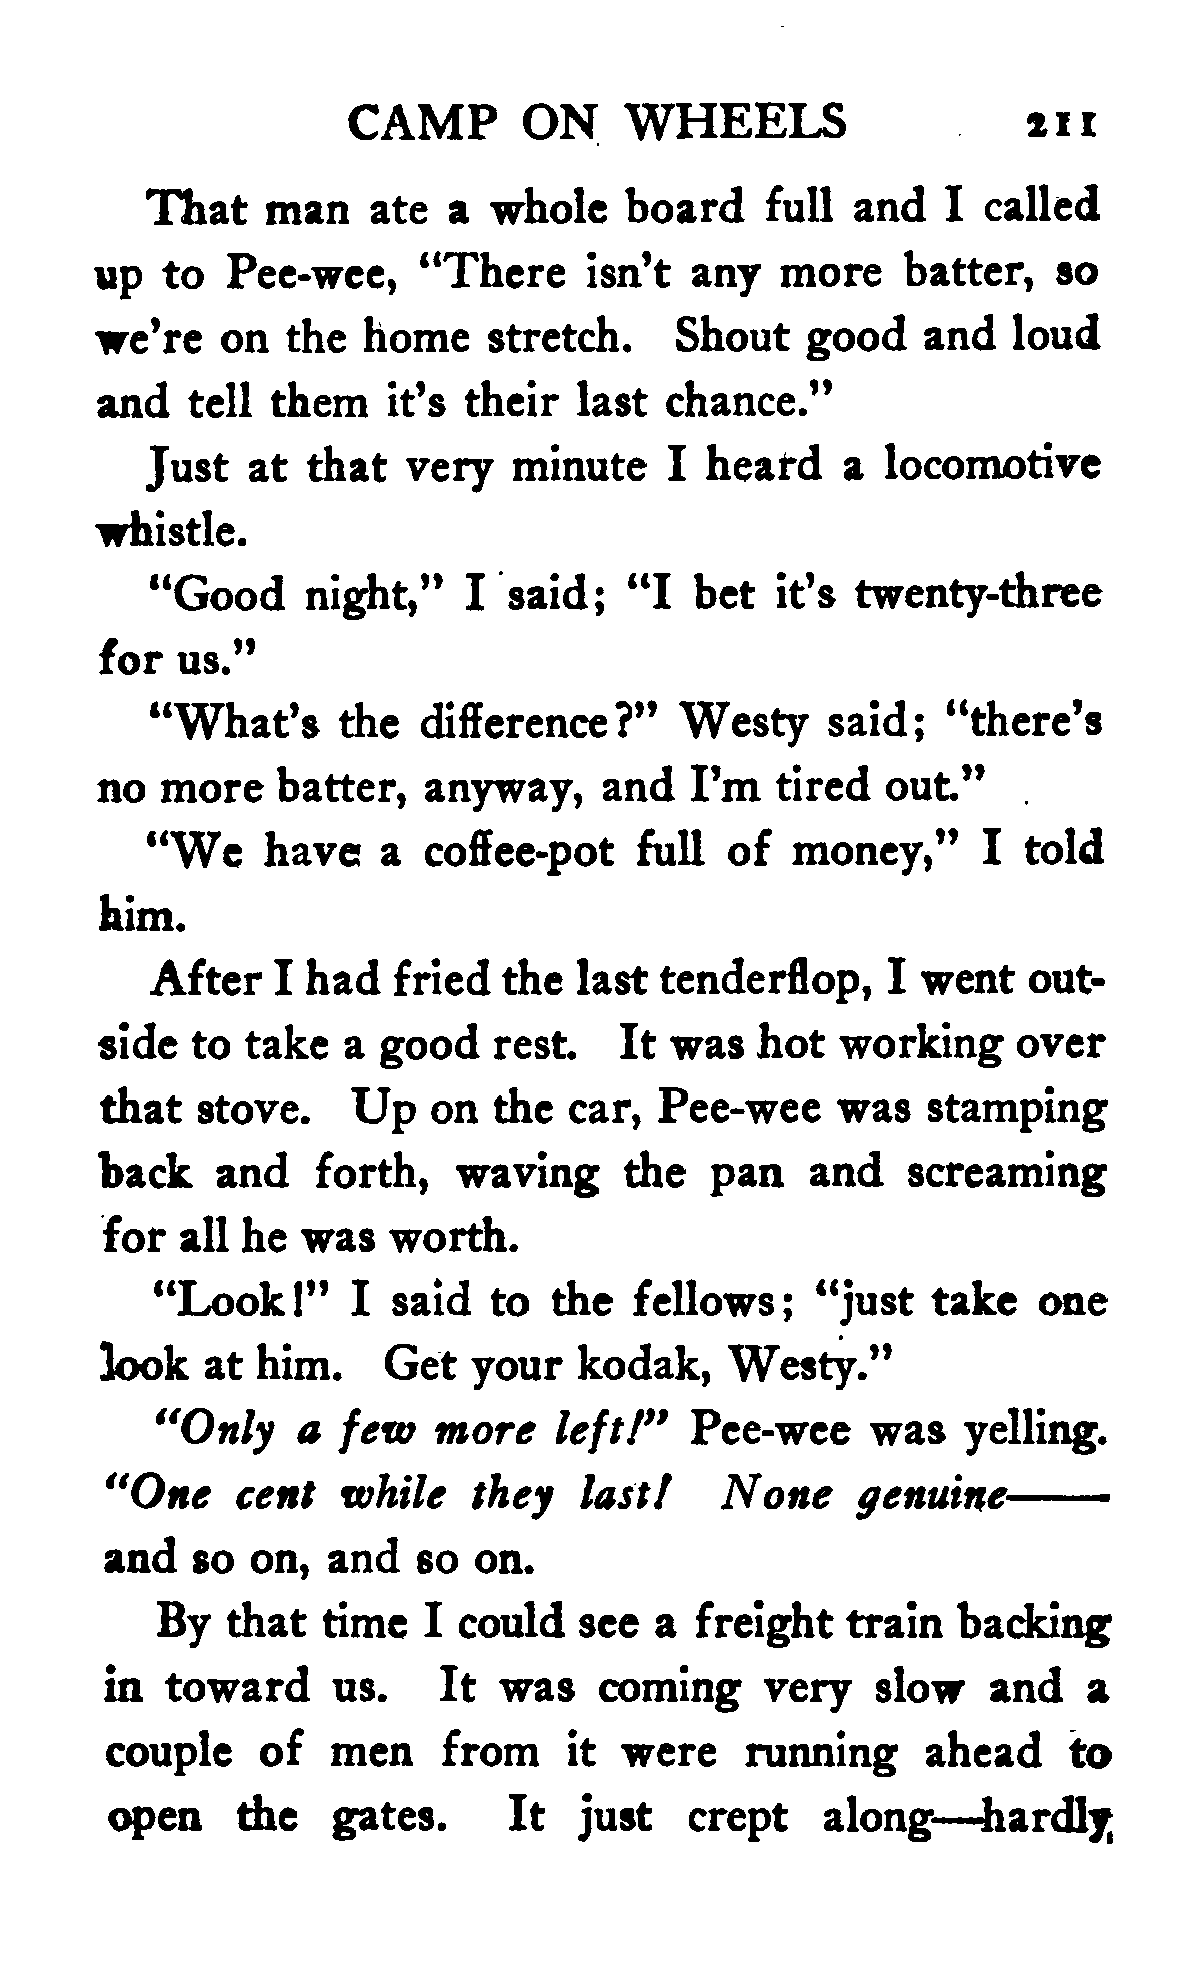 CAMP ON WHEELS 211
That man ate a whole board full and I called
up to Pee-wee, “There isn’t any more batter, so
we’re on the home stretch. Shout good and loud
and tell them it’s their last chance.”
Just at that very minute I heard a locomotive
whistle.
“Good night,” I said; “I bet it’s twenty-three
for us.”
“What’s the difference?” Westy said; “there’s
no more batter, anyway, and I’m tired out.”
“We have a coffee-pot full of money,” I told
him.
After I had fried the last tenderflop, I went out-
side to take a good rest. It was hot working over
that stove. Up on the car, Pee-wee was stamping
back and forth, waving the pan and screaming
for all he was worth.
“Look!” I said to the fellows; “just take one
look at him. Get your kodak, Westy.”
“Only a few more left!” Pee-wee was yelling.
“One cent while they last! None genuine——
and so on, and so on.
By that time I could see a freight train backing
in toward us. It was coming very slow and a
couple of men from it were running ahead to
open the gates. It just crept along—hardly